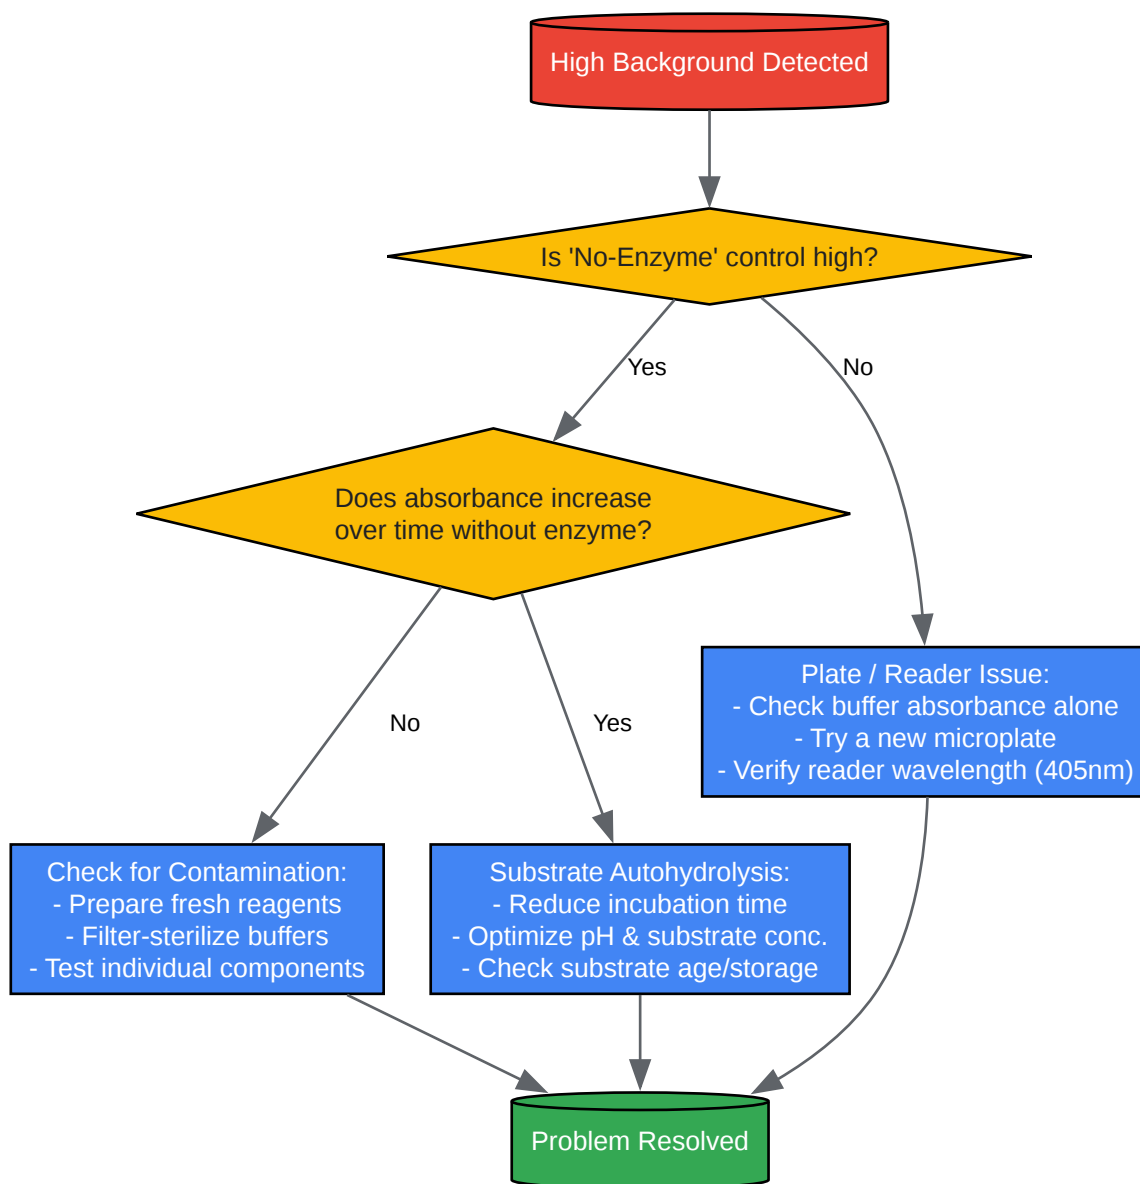 High Background Detected
Is 'No-Enzyme' control high?
Yes
No
Does absorbance increase
over time without enzyme?
No
Yes
Plate / Reader Issue:
- Check buffer absorbance alone
- Try a new microplate
- Verify reader wavelength (405nm)
Check for Contamination:
- Prepare fresh reagents
- Filter-sterilize buffers
- Test individual components
Substrate Autohydrolysis:
- Reduce incubation time
- Optimize pH & substrate conc.
- Check substrate age/storage
Problem Resolved